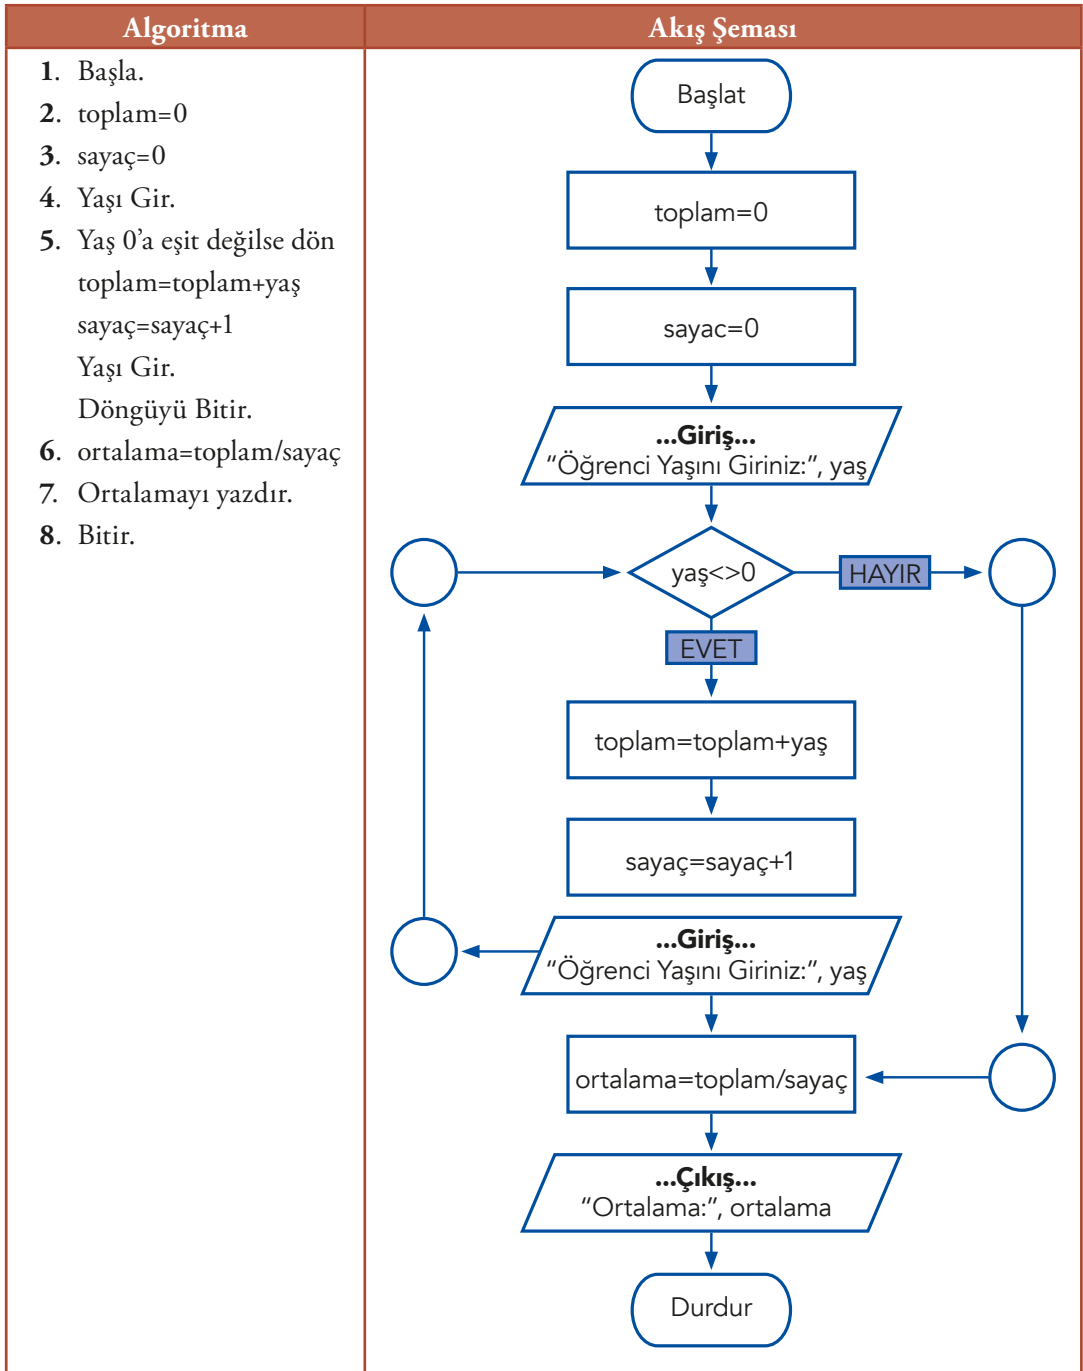 Algoritma
1. Başla.
2. toplam=0
3. sayaç=0
4. Yaşı Gir.
5. Yaş 0’a eşit değilse dön
toplam=toplam+yaş
sayaç=sayaç+1
Yaşı Gir.
Döngüyü Bitir.
6. ortalama=toplam/sayaç
7. Ortalamayı yazdır.
8. Bitir.
Akış Şeması
Başlat
toplam=0
sayac=0
...Giriş...
“Öğrenci Yaşını Giriniz:”, yaş
yaş<>0
HAYIR
EVET
toplam=toplam+yaş
sayaç=sayaç+1
...Giriş...
“Öğrenci Yaşını Giriniz:”, yaş
ortalama=toplam/sayaç
...Çıkış...
“Ortalama:”, ortalama
Durdur